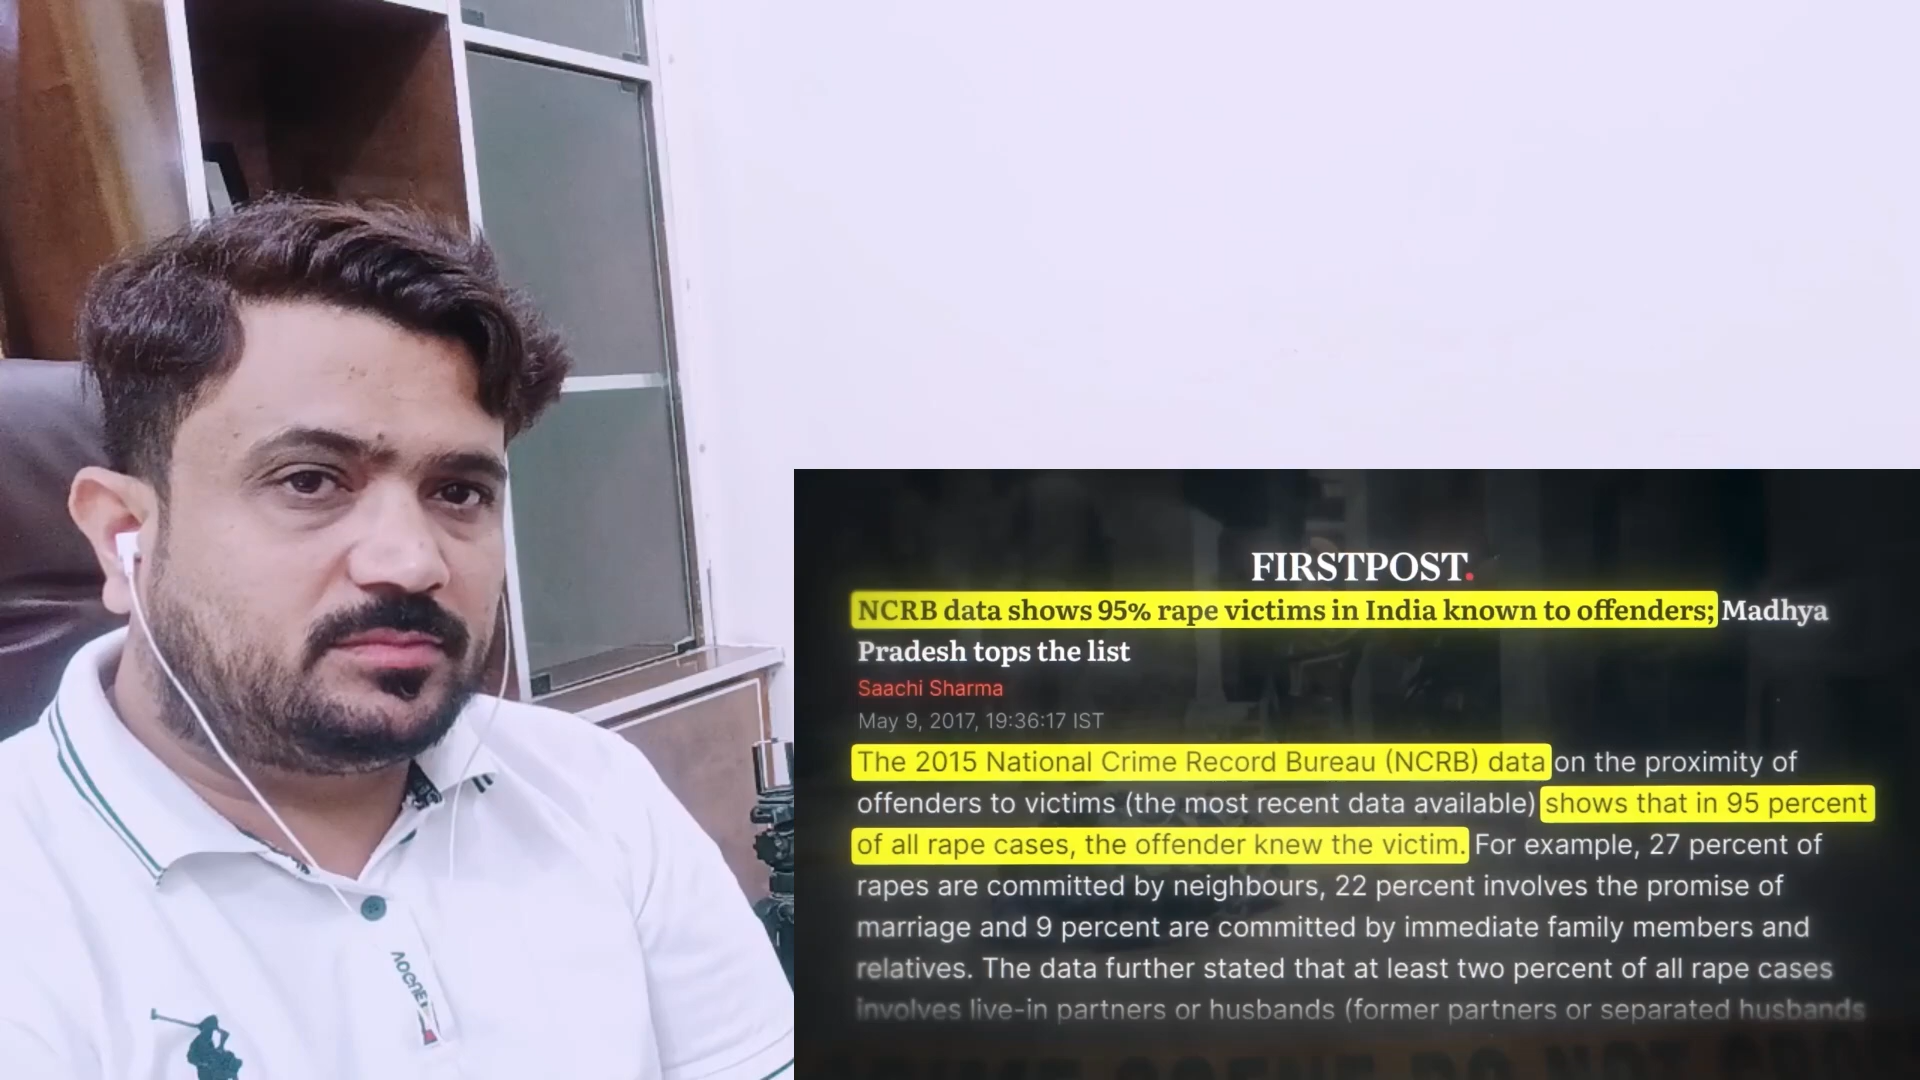 FIRSTPOST.
NCRB data shows 95% rape victims in India known to offenders; Madhya
Pradesh tops the list
Saachi Sharma
May 9, 2017, 19:36:17 IST
The 2015 National Crime Record Bureau (NCRB) data on the proximity of
offenders to victims (the most recent data available) shows that in 95 percent
of all rape cases, the offender knew the victim. For example, 27 percent of
rapes are committed by neighbours, 22 percent involves the promise of
marriage and 9 percent are committed by immediate family members and
relatives. The data further stated that at least two percent of all rape cases
involves live-in partners or husbands (former partners or separated husbands